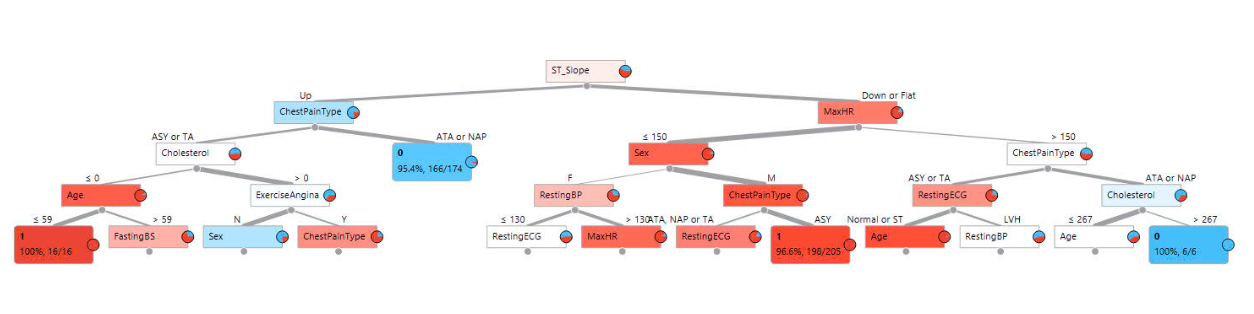 ST_Slope
Up
Down or Flat
ChestPainType
MaxHR
ASY or TA
ATA or NAP
≤ 150
> 150
Cholesterol
0
95.4%, 166/174
Sex
ChestPainType
≤ 0
> 0
F
M
ASY or TA
ATA or NAP
Age
ExerciseAngina
RestingBP
ChestPainType
RestingECG
Cholesterol
≤ 59
> 59
N
Y
≤ 130
> 130
ATA, NAP or TA
ASY
Normal or ST
LVH
≤ 267
> 267
1
100%, 16/16
FastingBS
Sex
ChestPainType
RestingECG
MaxHR
RestingECG
1
96.6%, 198/205
Age
RestingBP
Age
0
100%, 6/6